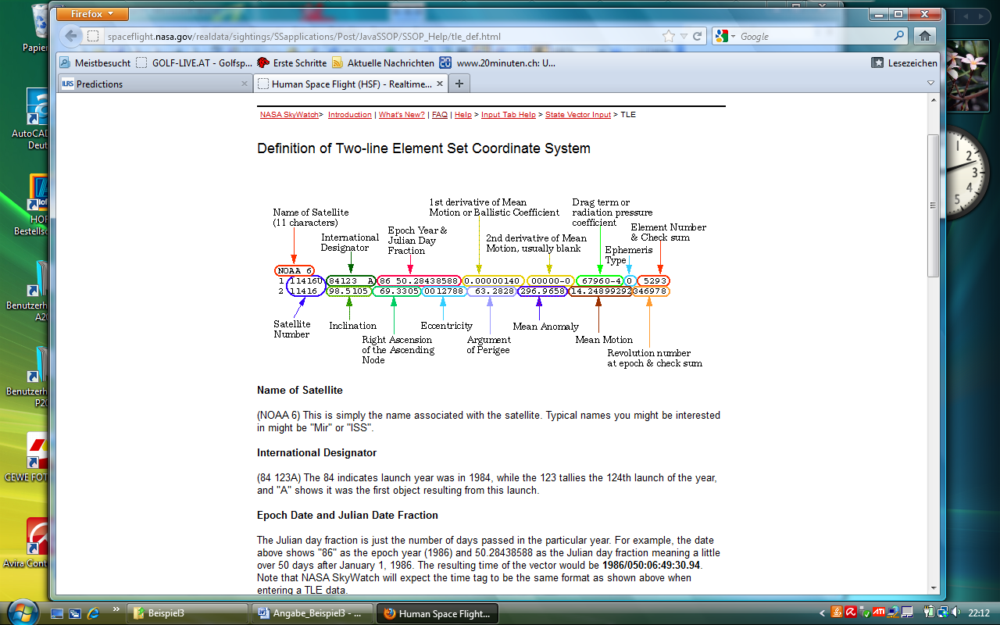 Firefox
spaceflight.nasa.gov/realdata/sightings/SSapplications/Post/JavaSSOP/SSOP_Help/tle_def.html
Google
Meistbesucht
GOLF-LIVE.AT - Golfsp...
Erste Schritte
Aktuelle Nachrichten
20
www.20minuten.ch: U...
Lesezeichen
ILRS Predictions
Human Space Flight (HSF) - Realtime...
NASA SkyWatch> Introduction | What's New? | FAQ | Help > Input Tab Help > State Vector Input > TLE
Definition of Two-line Element Set Coordinate System
Name of Satellite
(11 characters)
International
Designator
Epoch Year &
Julian Day
Fraction
1st derivative of Mean
Motion or Ballistic Coefficient
2nd derivative of Mean
Motion, usually blank
Drag term or
radiation pressure
coefficient
Ephemeris
Type
Element Number
& Check sum
NOAA 6
1 11416U 84123 A 86 50.28438588 0.00000140 00000-0 67960-4 0 5293
2 11416 98.5105 69.3305 0012788 63.2828 296.9658 14.24899292 346978
Satellite
Number
Inclination
Right Ascension
of the Ascending
Node
Eccentricity
Argument
of Perigee
Mean Anomaly
Mean Motion
Revolution number
at epoch & check sum
Name of Satellite
(NOAA 6) This is simply the name associated with the satellite. Typical names you might be interested
in might be "Mir" or "ISS".
International Designator
(84 123A) The 84 indicates launch year was in 1984, while the 123 tallies the 124th launch of the year,
and "A" shows it was the first object resulting from this launch.
Epoch Date and Julian Date Fraction
The Julian day fraction is just the number of days passed in the particular year. For example, the date
above shows "86" as the epoch year (1986) and 50.28438588 as the Julian day fraction meaning a little
over 50 days after January 1, 1986. The resulting time of the vector would be 1986/050:06:49:30.94.
Note that NASA SkyWatch will expect the time tag to be the same format as shown above when
entering a TLE data.
Papier
AutoCAD
Deut
HOF
Bestells
Benutzerh
A20
Benutzerh
P20
CEWE FOT
Avira Cont
Beispiel3
Angabe_Beispiel3 - ...
Human Space Flight...
ATI
22:12